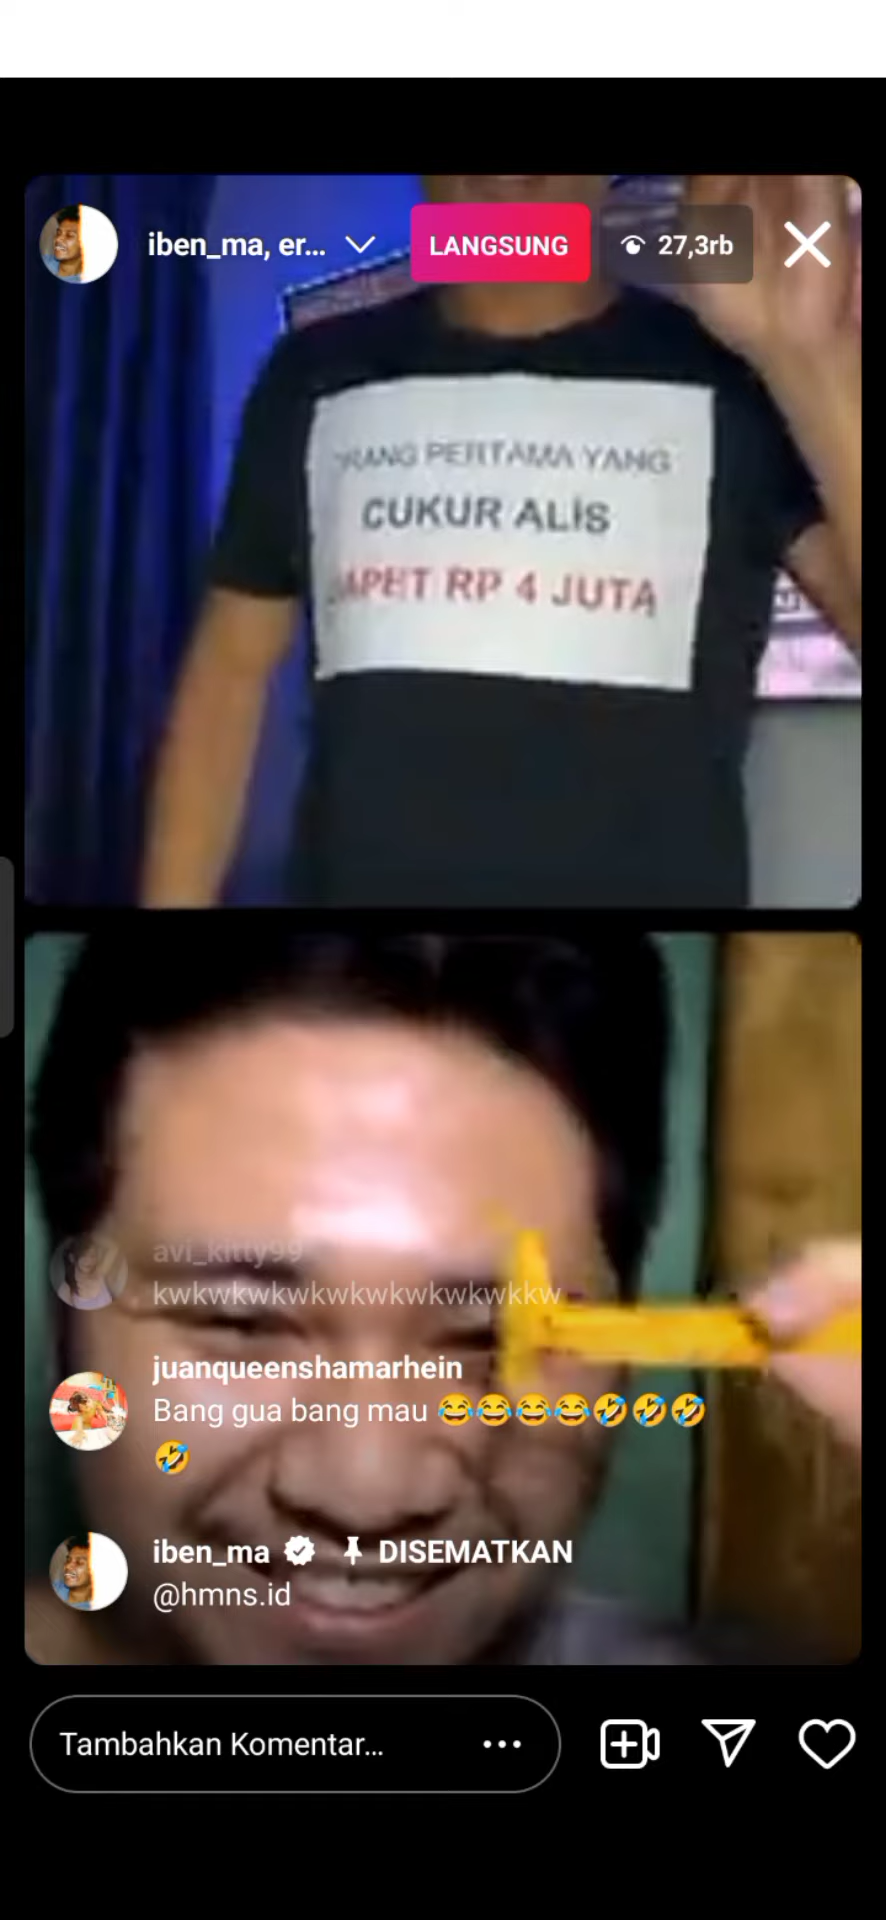 iben_ma, er...
LANGSUNG
27,3rb
PERTAMA YANG
CUKUR ALIS
RP 4 JUTA
avi_kitty99
kwkwkwkwkwkwkwkwkwkkw
juanqueenshamarhein
Bang gua bang mau 😂😂😂😂🤣🤣🤣
🤣
iben_ma DISEMATKAN
@hmns.id
Tambahkan Komentar...